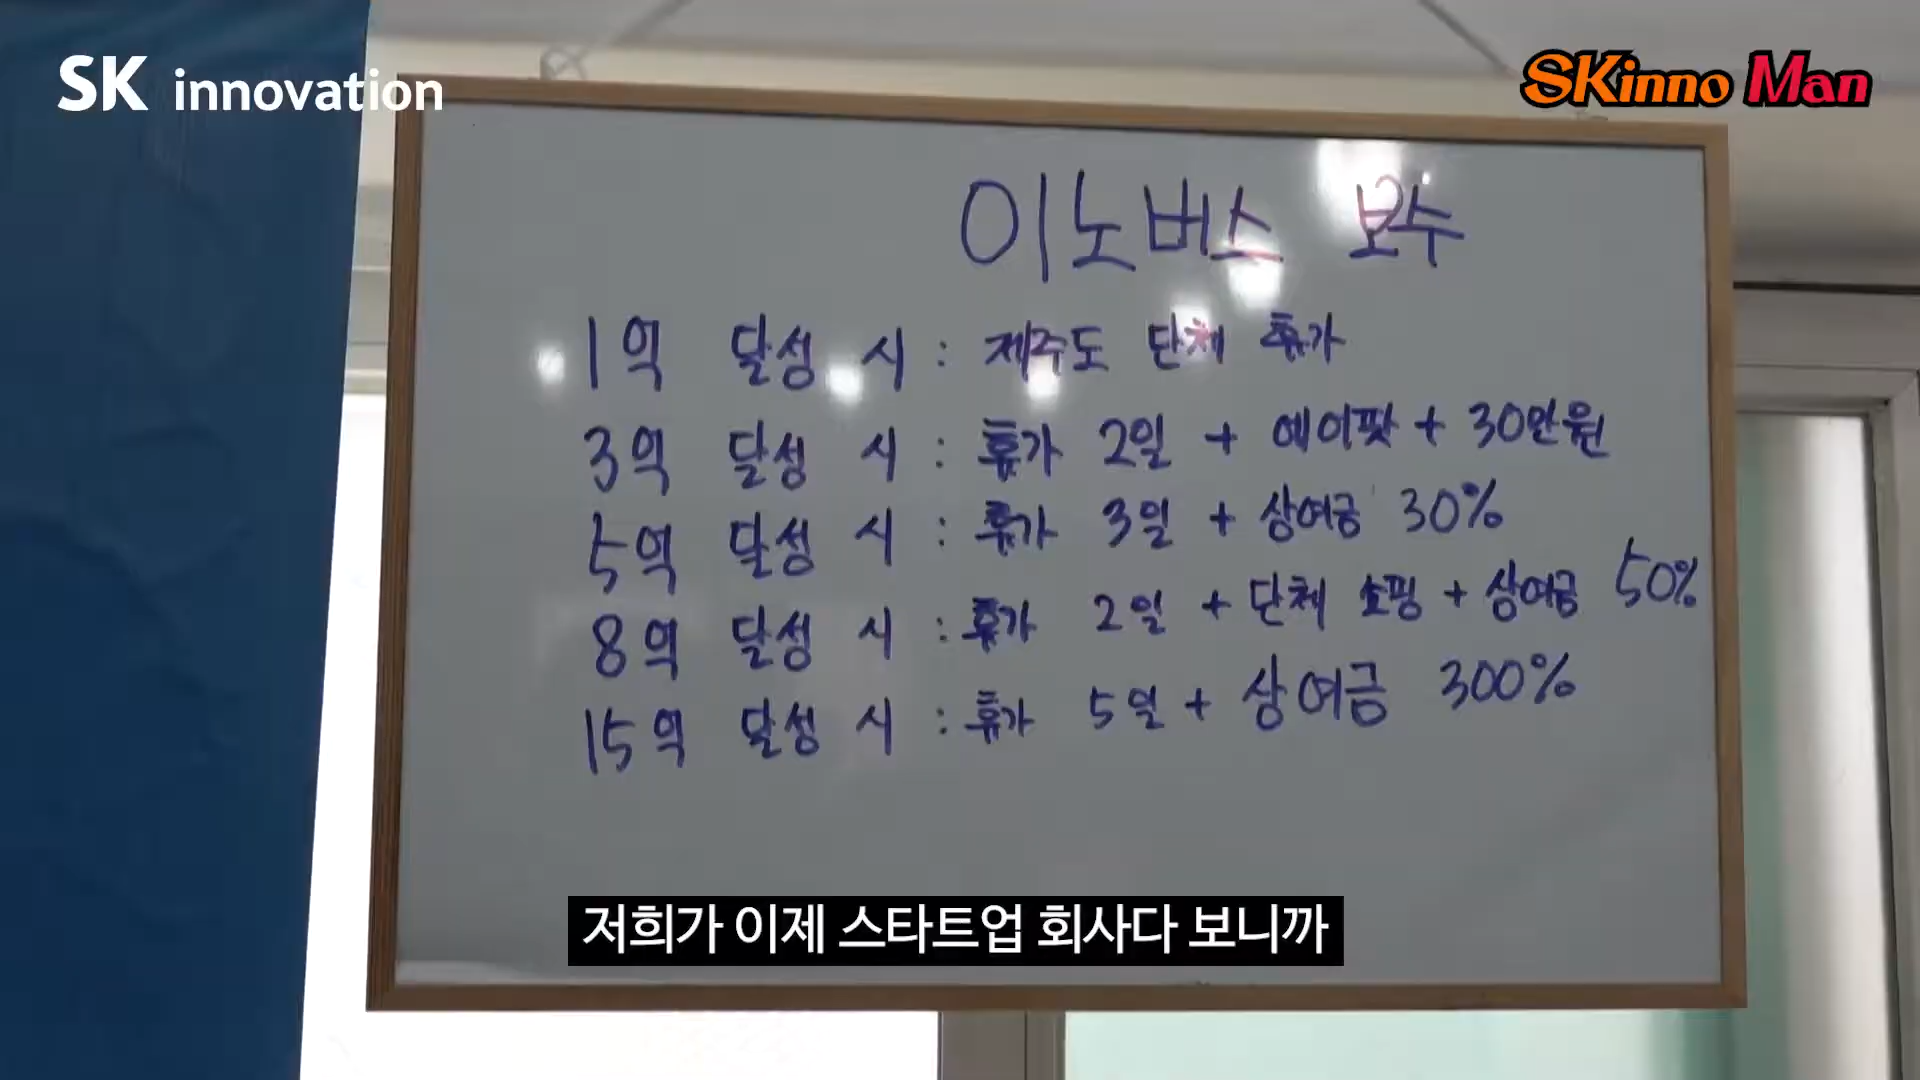 SK innovation
SKinno Man
이노버스 보수
1억 달성 시 : 제주도 단체 휴가
3억 달성 시 : 휴가 2일 + 에어팟 + 30만원
5억 달성 시 : 휴가 3일 + 상여금 30%
8억 달성 시 : 휴가 2일 + 단체 쇼핑 + 상여금 50%
15억 달성 시 : 휴가 5일 + 상여금 300%
저희가 이제 스타트업 회사다 보니까